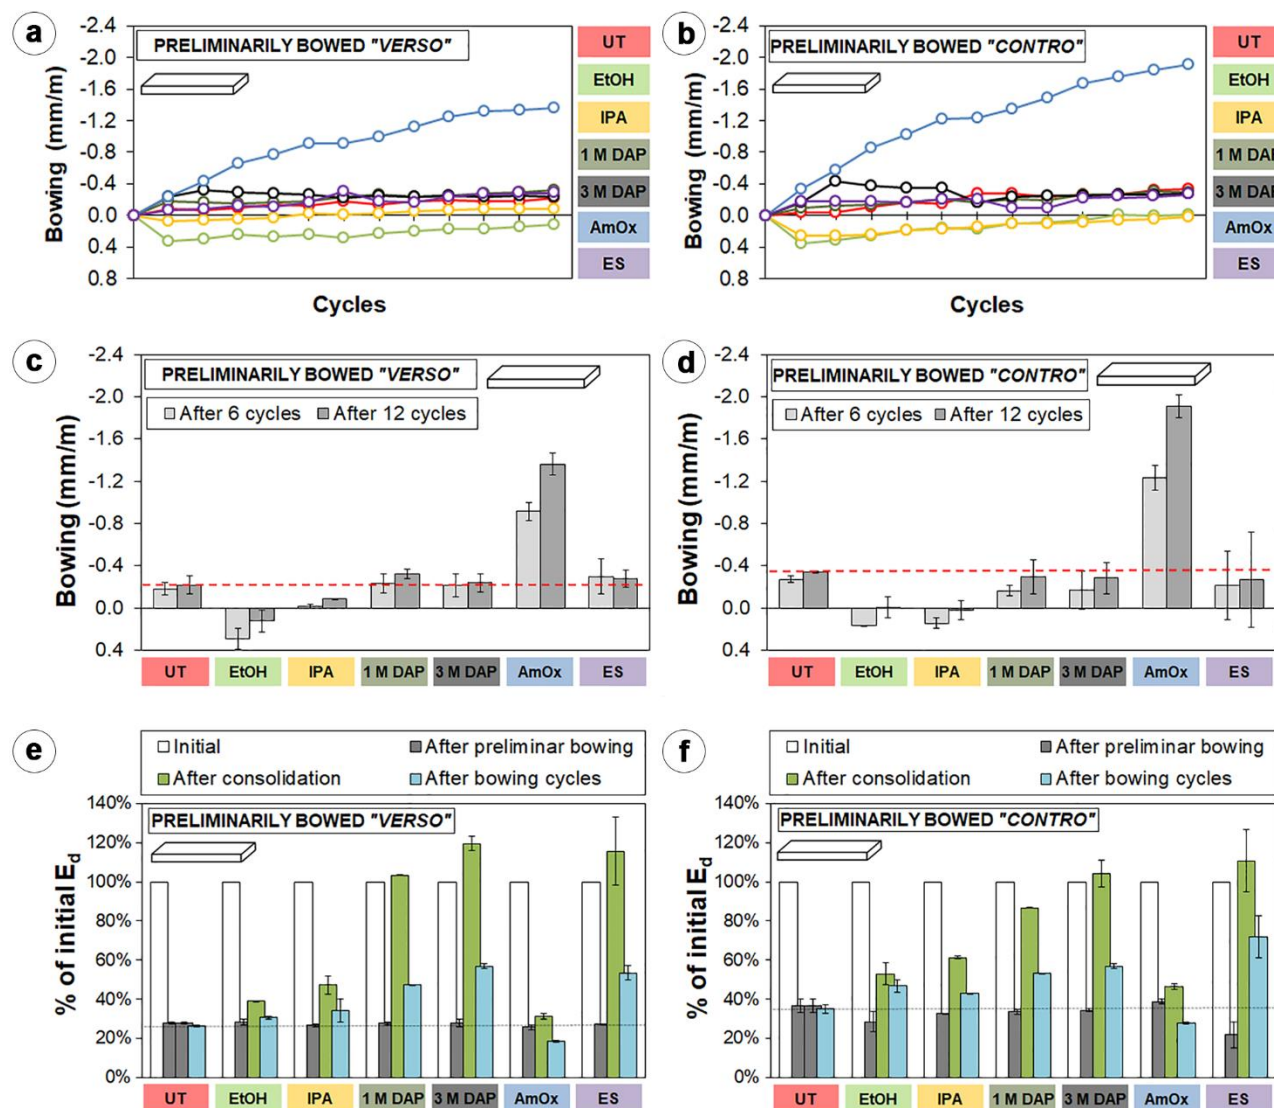 a
PRELIMINARILY BOWED "VERSO"
Bowing (mm/m)
-2.4
-2.0
-1.6
-1.2
-0.8
-0.4
0.0
0.4
0.8
Cycles
UT
EtOH
IPA
1 M DAP
3 M DAP
AmOx
ES
b
PRELIMINARILY BOWED "CONTRO"
Bowing (mm/m)
-2.4
-2.0
-1.6
-1.2
-0.8
-0.4
0.0
0.4
0.8
Cycles
UT
EtOH
IPA
1 M DAP
3 M DAP
AmOx
ES
c
PRELIMINARILY BOWED "VERSO"
After 6 cycles After 12 cycles
Bowing (mm/m)
-2.4
-2.0
-1.6
-1.2
-0.8
-0.4
0.0
0.4
UT EtOH IPA 1 M DAP 3 M DAP AmOx ES
d
PRELIMINARILY BOWED "CONTRO"
After 6 cycles After 12 cycles
Bowing (mm/m)
-2.4
-2.0
-1.6
-1.2
-0.8
-0.4
0.0
0.4
UT EtOH IPA 1 M DAP 3 M DAP AmOx ES
e
Initial After preliminar bowing
After consolidation After bowing cycles
PRELIMINARILY BOWED "VERSO"
% of initial Ed
140%
120%
100%
80%
60%
40%
20%
0%
UT EtOH IPA 1 M DAP 3 M DAP AmOx ES
f
Initial After preliminar bowing
After consolidation After bowing cycles
PRELIMINARILY BOWED "CONTRO"
% of initial Ed
140%
120%
100%
80%
60%
40%
20%
0%
UT EtOH IPA 1 M DAP 3 M DAP AmOx ES